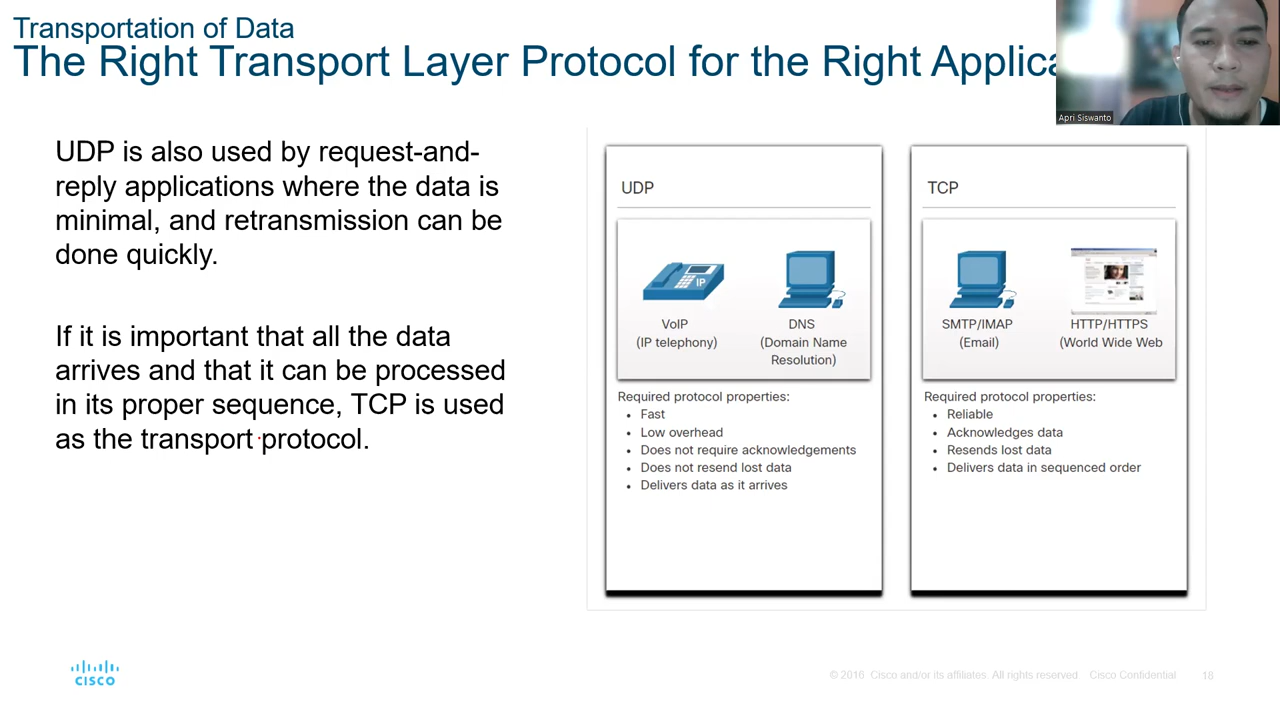 Transportation of Data
The Right Transport Layer Protocol for the Right Applica
Apri Siswanto
UDP is also used by request-and-
reply applications where the data is
minimal, and retransmission can be
done quickly.
If it is important that all the data
arrives and that it can be processed
in its proper sequence, TCP is used
as the transport protocol.
UDP
IP
VoIP
(IP telephony)
DNS
(Domain Name
Resolution)
Required protocol properties:
• Fast
• Low overhead
• Does not require acknowledgements
• Does not resend lost data
• Delivers data as it arrives
TCP
SMTP/IMAP
(Email)
HTTP/HTTPS
(World Wide Web
Required protocol properties:
• Reliable
• Acknowledges data
• Resends lost data
• Delivers data in sequenced order
CISCO
© 2016 Cisco and/or its affiliates. All rights reserved Cisco Confidential 18